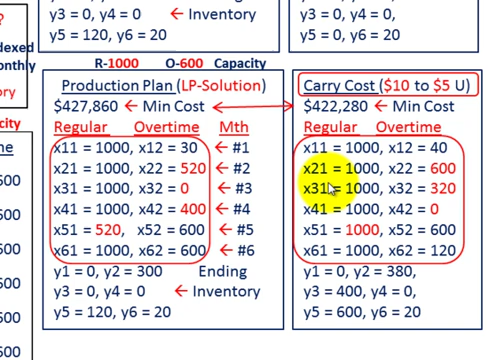 ?
y3 = 0, y4 = 0 ← Inventory
y5 = 120, y6 = 20
y3 = 0, y4 = 0,
y5 = 0, y6 = 20
R-1000 O-600 Capacity
Production Plan (LP-Solution)
$427,860 ← Min Cost
Regular Overtime Mth
x11 = 1000, x12 = 30 ← #1
x21 = 1000, x22 = 520 ← #2
x31 = 1000, x32 = 0 ← #3
x41 = 1000, x42 = 400 ← #4
x51 = 520, x52 = 600 ← #5
x61 = 1000, x62 = 600 ← #6
y1 = 0, y2 = 300 Ending
y3 = 0, y4 = 0 ← Inventory
y5 = 120, y6 = 20
Carry Cost ($10 to $5 U)
$422,280 ← Min Cost
Regular Overtime
x11 = 1000, x12 = 40
x21 = 1000, x22 = 600
x31 = 1000, x32 = 320
x41 = 1000, x42 = 0
x51 = 1000, x52 = 600
x61 = 1000, x62 = 120
y1 = 0, y2 = 380,
y3 = 400, y4 = 0,
y5 = 600, y6 = 20